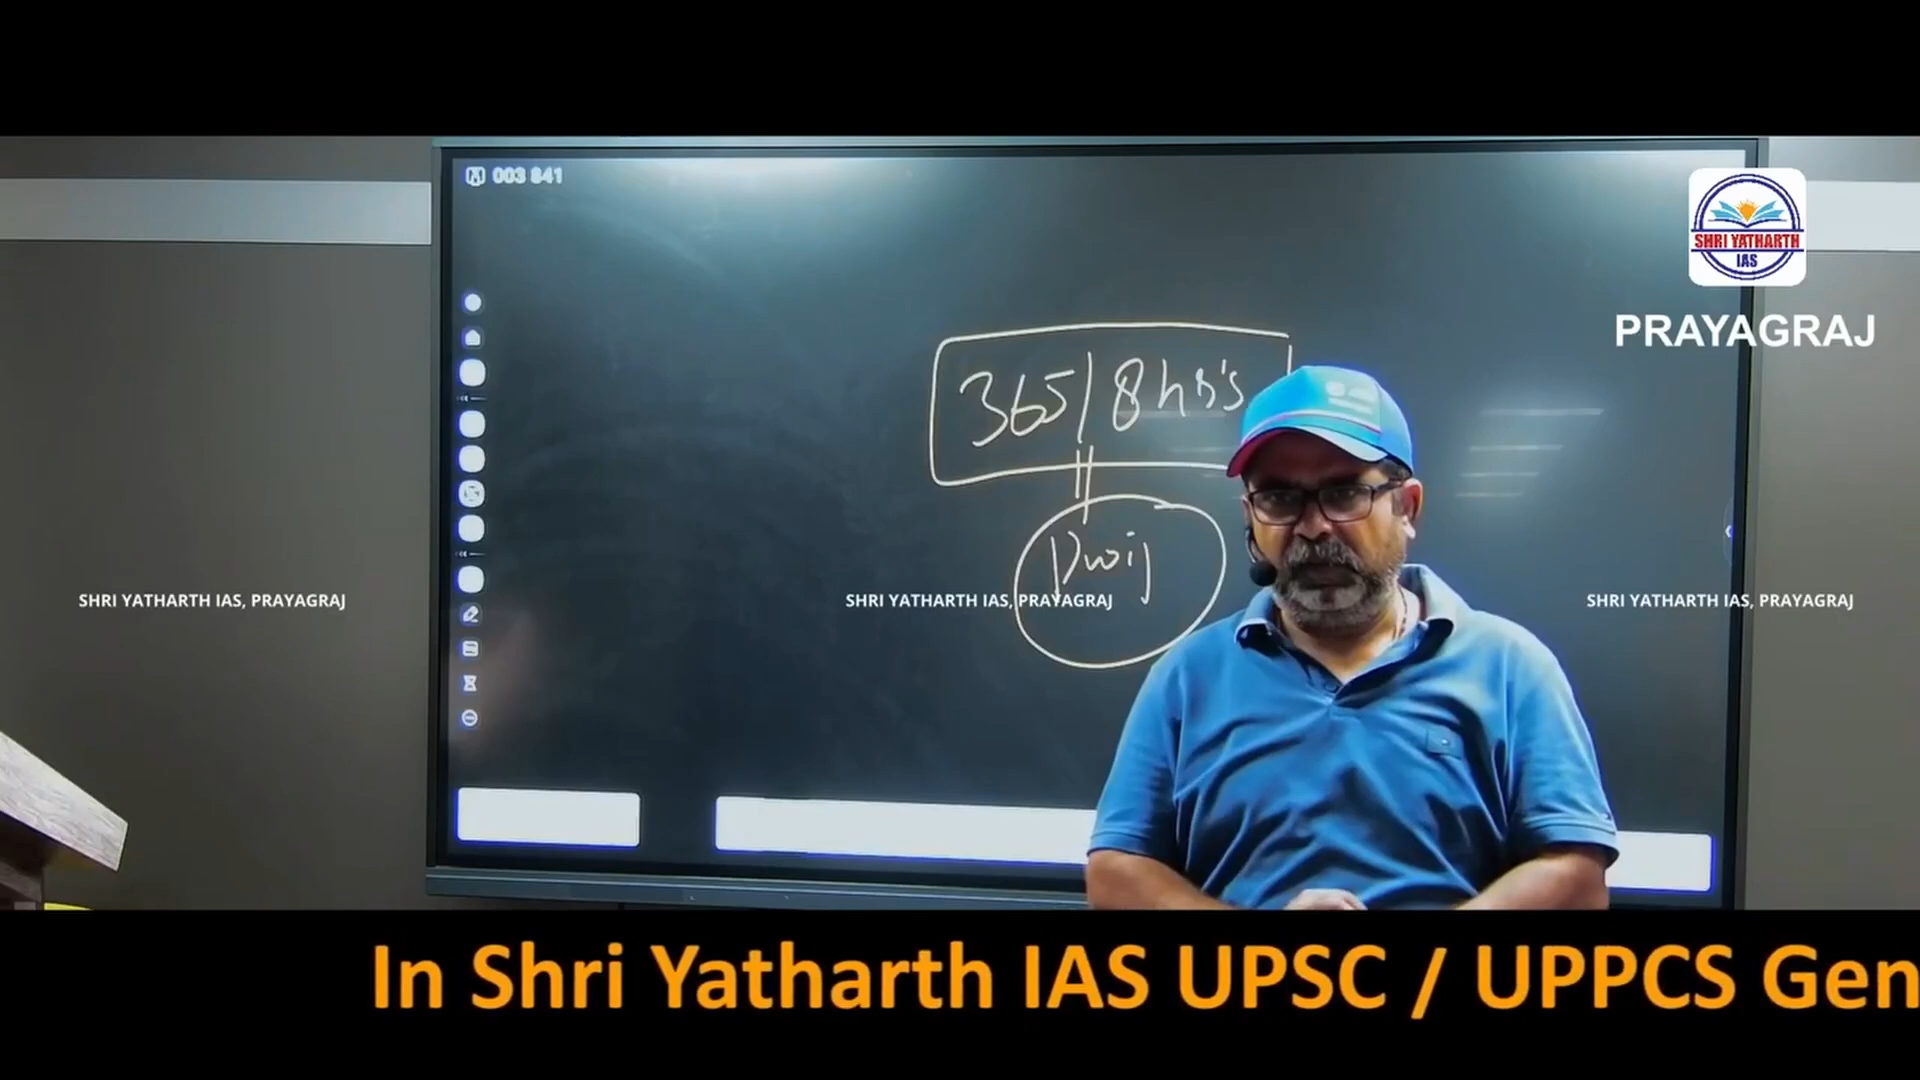 003 841
SHRI YATHARTH
IAS
PRAYAGRAJ
365/8 hr's
Dwij
SHRI YATHARTH IAS, PRAYAGRAJ
SHRI YATHARTH IAS, PRAYAGRAJ
SHRI YATHARTH IAS, PRAYAGRAJ
In Shri Yatharth IAS UPSC / UPPCS Gen